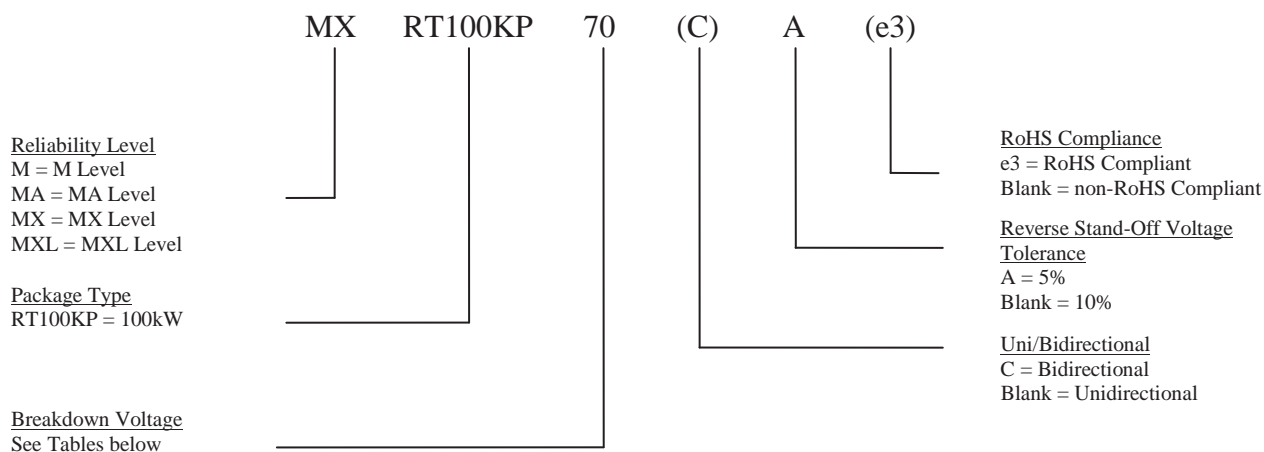 MX RT100KP 70 (C) A (e3)
Reliability Level
M = M Level
MA = MA Level
MX = MX Level
MXL = MXL Level
Package Type
RT100KP = 100kW
Breakdown Voltage
See Tables below
RoHS Compliance
e3 = RoHS Compliant
Blank = non-RoHS Compliant
Reverse Stand-Off Voltage
Tolerance
A = 5%
Blank = 10%
Uni/Bidirectional
C = Bidirectional
Blank = Unidirectional